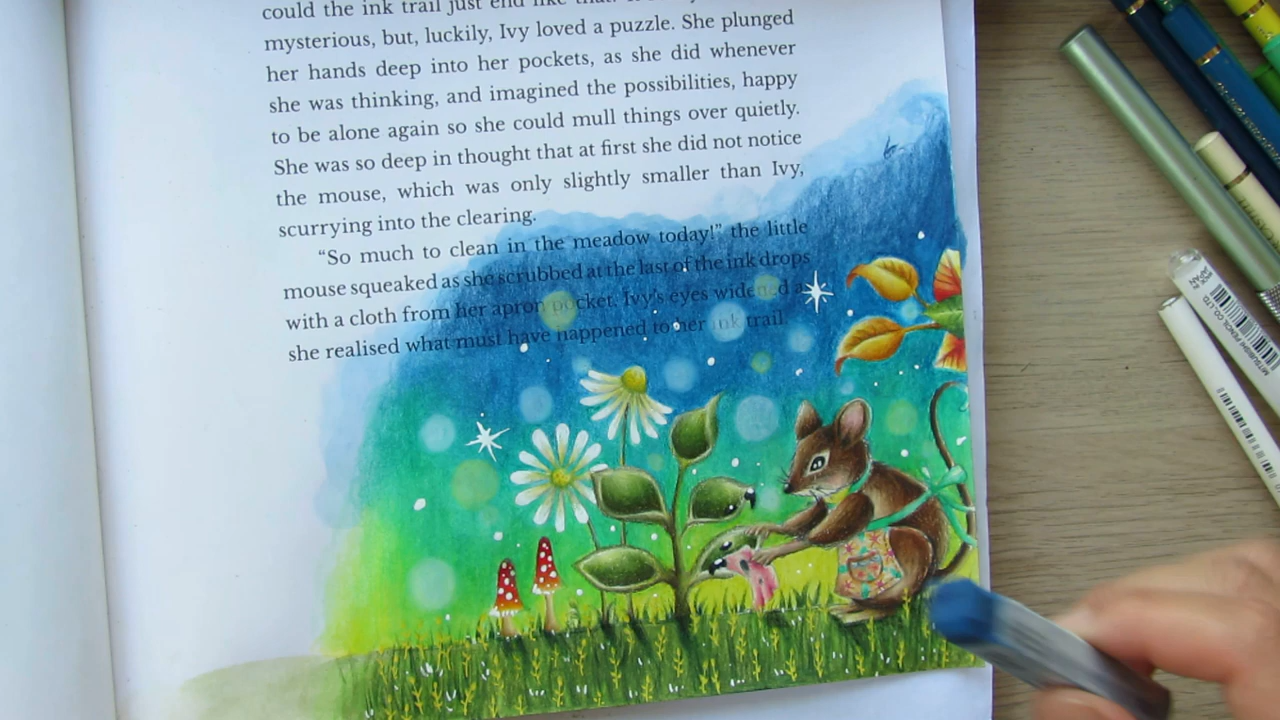 could the ink trail just end like that?
mysterious, but, luckily, Ivy loved a puzzle. She plunged
her hands deep into her pockets, as she did whenever
she was thinking, and imagined the possibilities, happy
to be alone again so she could mull things over quietly.
She was so deep in thought that at first she did not notice
the mouse, which was only slightly smaller than Ivy,
scurrying into the clearing.
“So much to clean in the meadow today!” the little
mouse squeaked as she scrubbed at the last of the ink drops
with a cloth from her apron pocket. Ivy's eyes widened as
she realised what must have happened to her ink trail.
MITSUBISHI PENCIL CO., LTD.